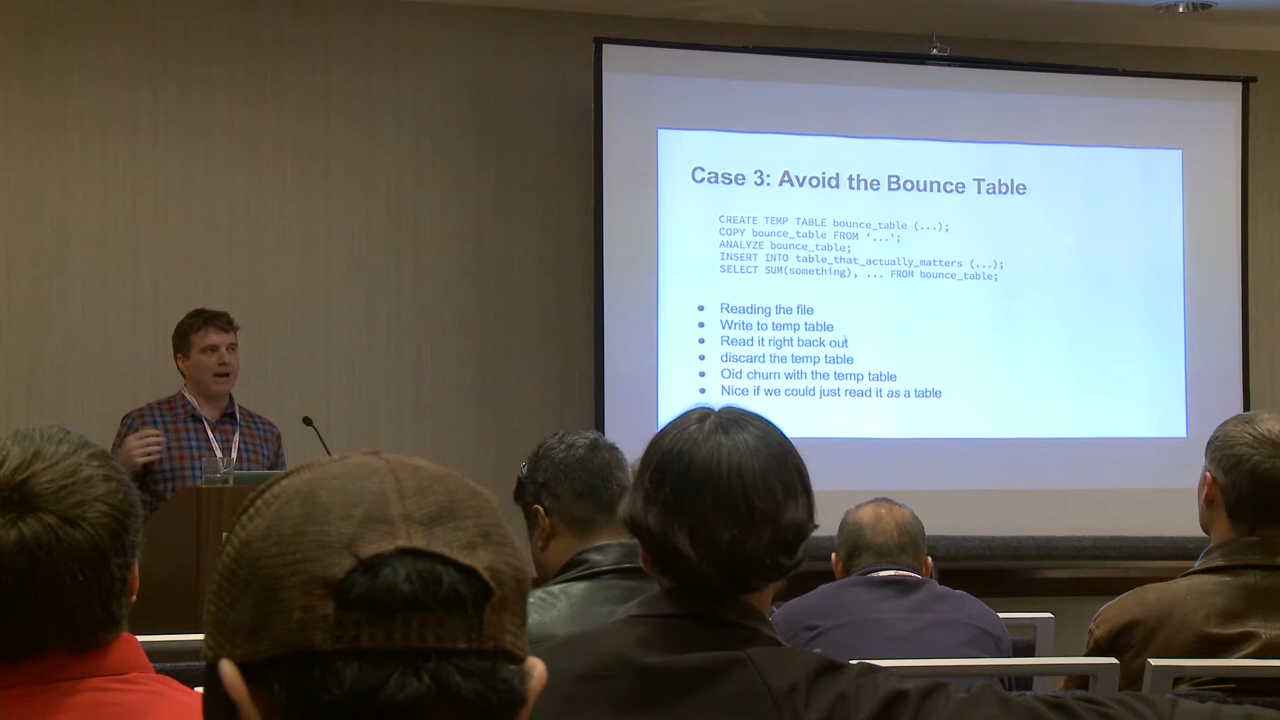 Case 3: Avoid the Bounce Table
CREATE TEMP TABLE bounce_table (...);
COPY bounce_table FROM '...';
ANALYZE bounce_table;
INSERT INTO table_that_actually_matters (...);
SELECT SUM(something), ... FROM bounce_table;
• Reading the file
• Write to temp table
• Read it right back out
• discard the temp table
• Oid churn with the temp table
• Nice if we could just read it as a table